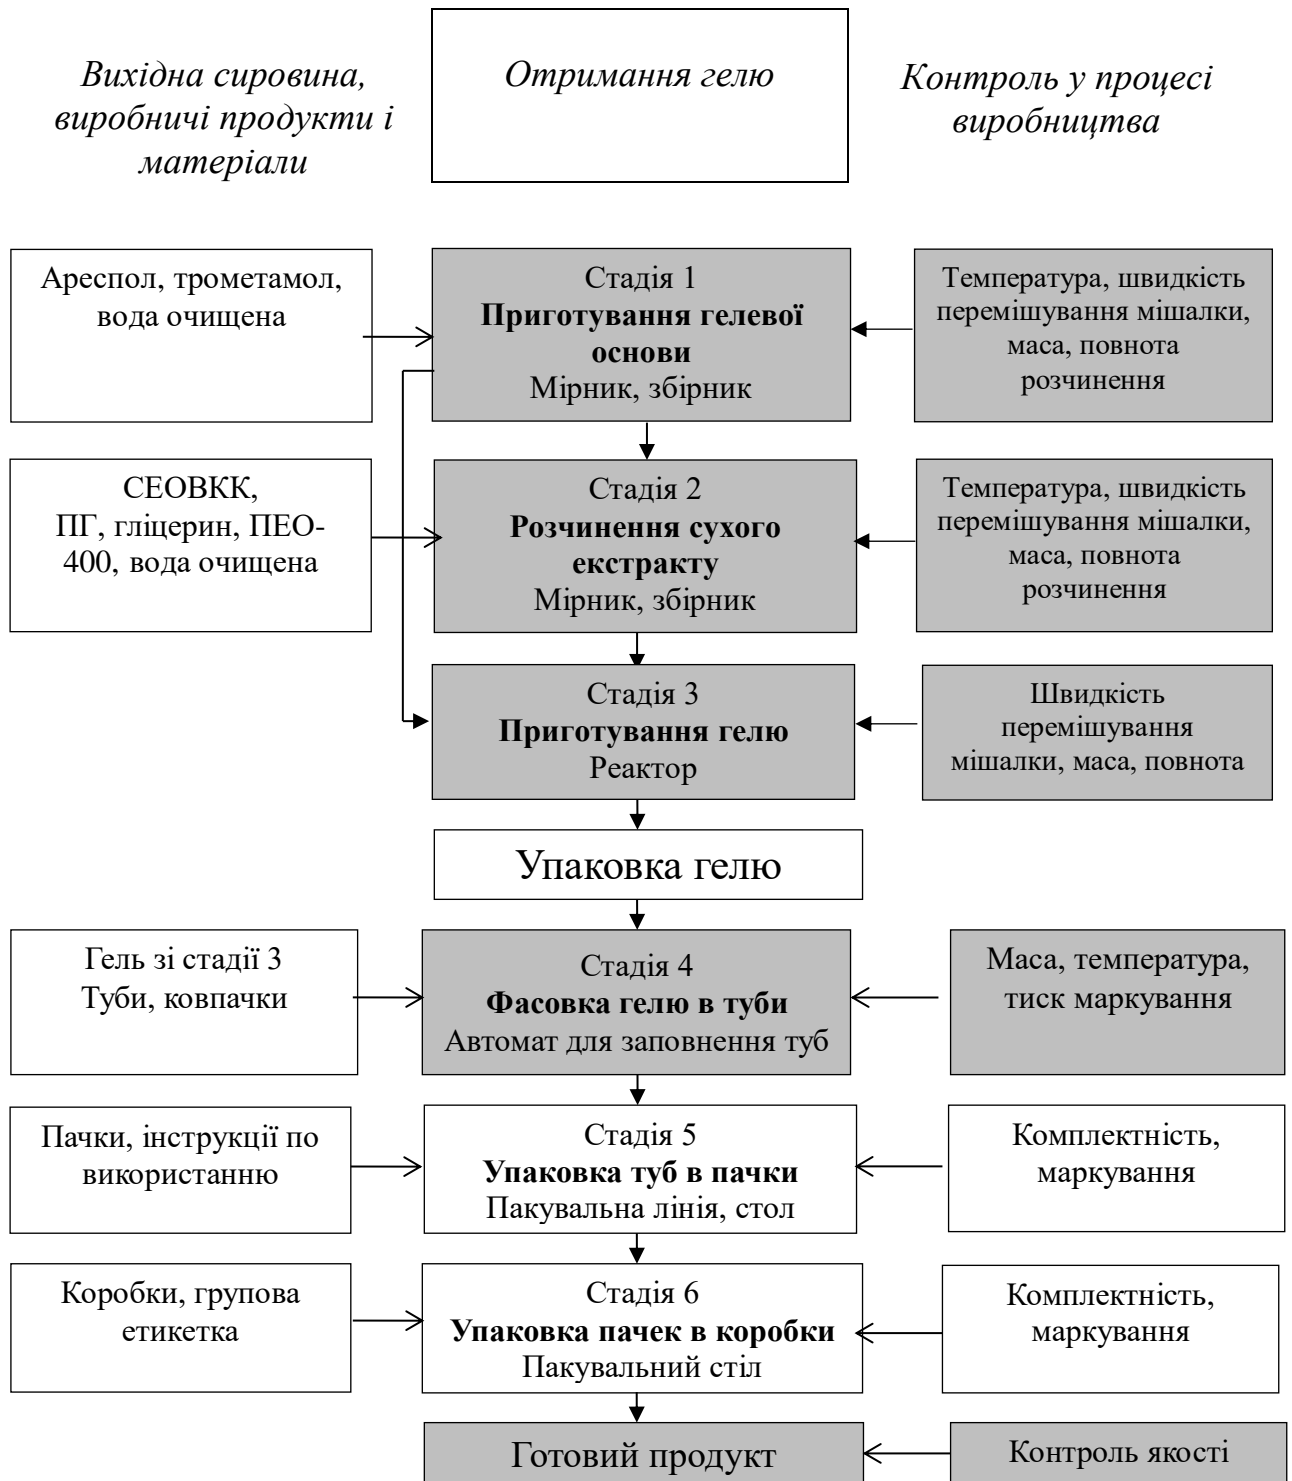 Вихідна сировина,
виробничі продукти і
матеріали
Отримання гелю
Контроль у процесі
виробництва
Ареспол, трометамол,
вода очищена
Стадія 1
Приготування гелевої
основи
Мірник, збірник
Температура, швидкість
перемішування мішалки,
маса, повнота
розчинення
СЕОВКК,
ПГ, гліцерин, ПЕО-
400, вода очищена
Стадія 2
Розчинення сухого
екстракту
Мірник, збірник
Температура, швидкість
перемішування мішалки,
маса, повнота
розчинення
Стадія 3
Приготування гелю
Реактор
Швидкість
перемішування
мішалки, маса, повнота
Упаковка гелю
Гель зі стадії 3
Туби, ковпачки
Стадія 4
Фасовка гелю в туби
Автомат для заповнення туб
Маса, температура,
тиск маркування
Пачки, інструкції по
використанню
Стадія 5
Упаковка туб в пачки
Пакувальна лінія, стол
Комплектність,
маркування
Коробки, групова
етикетка
Стадія 6
Упаковка пачек в коробки
Пакувальний стіл
Комплектність,
маркування
Готовий продукт
Контроль якості